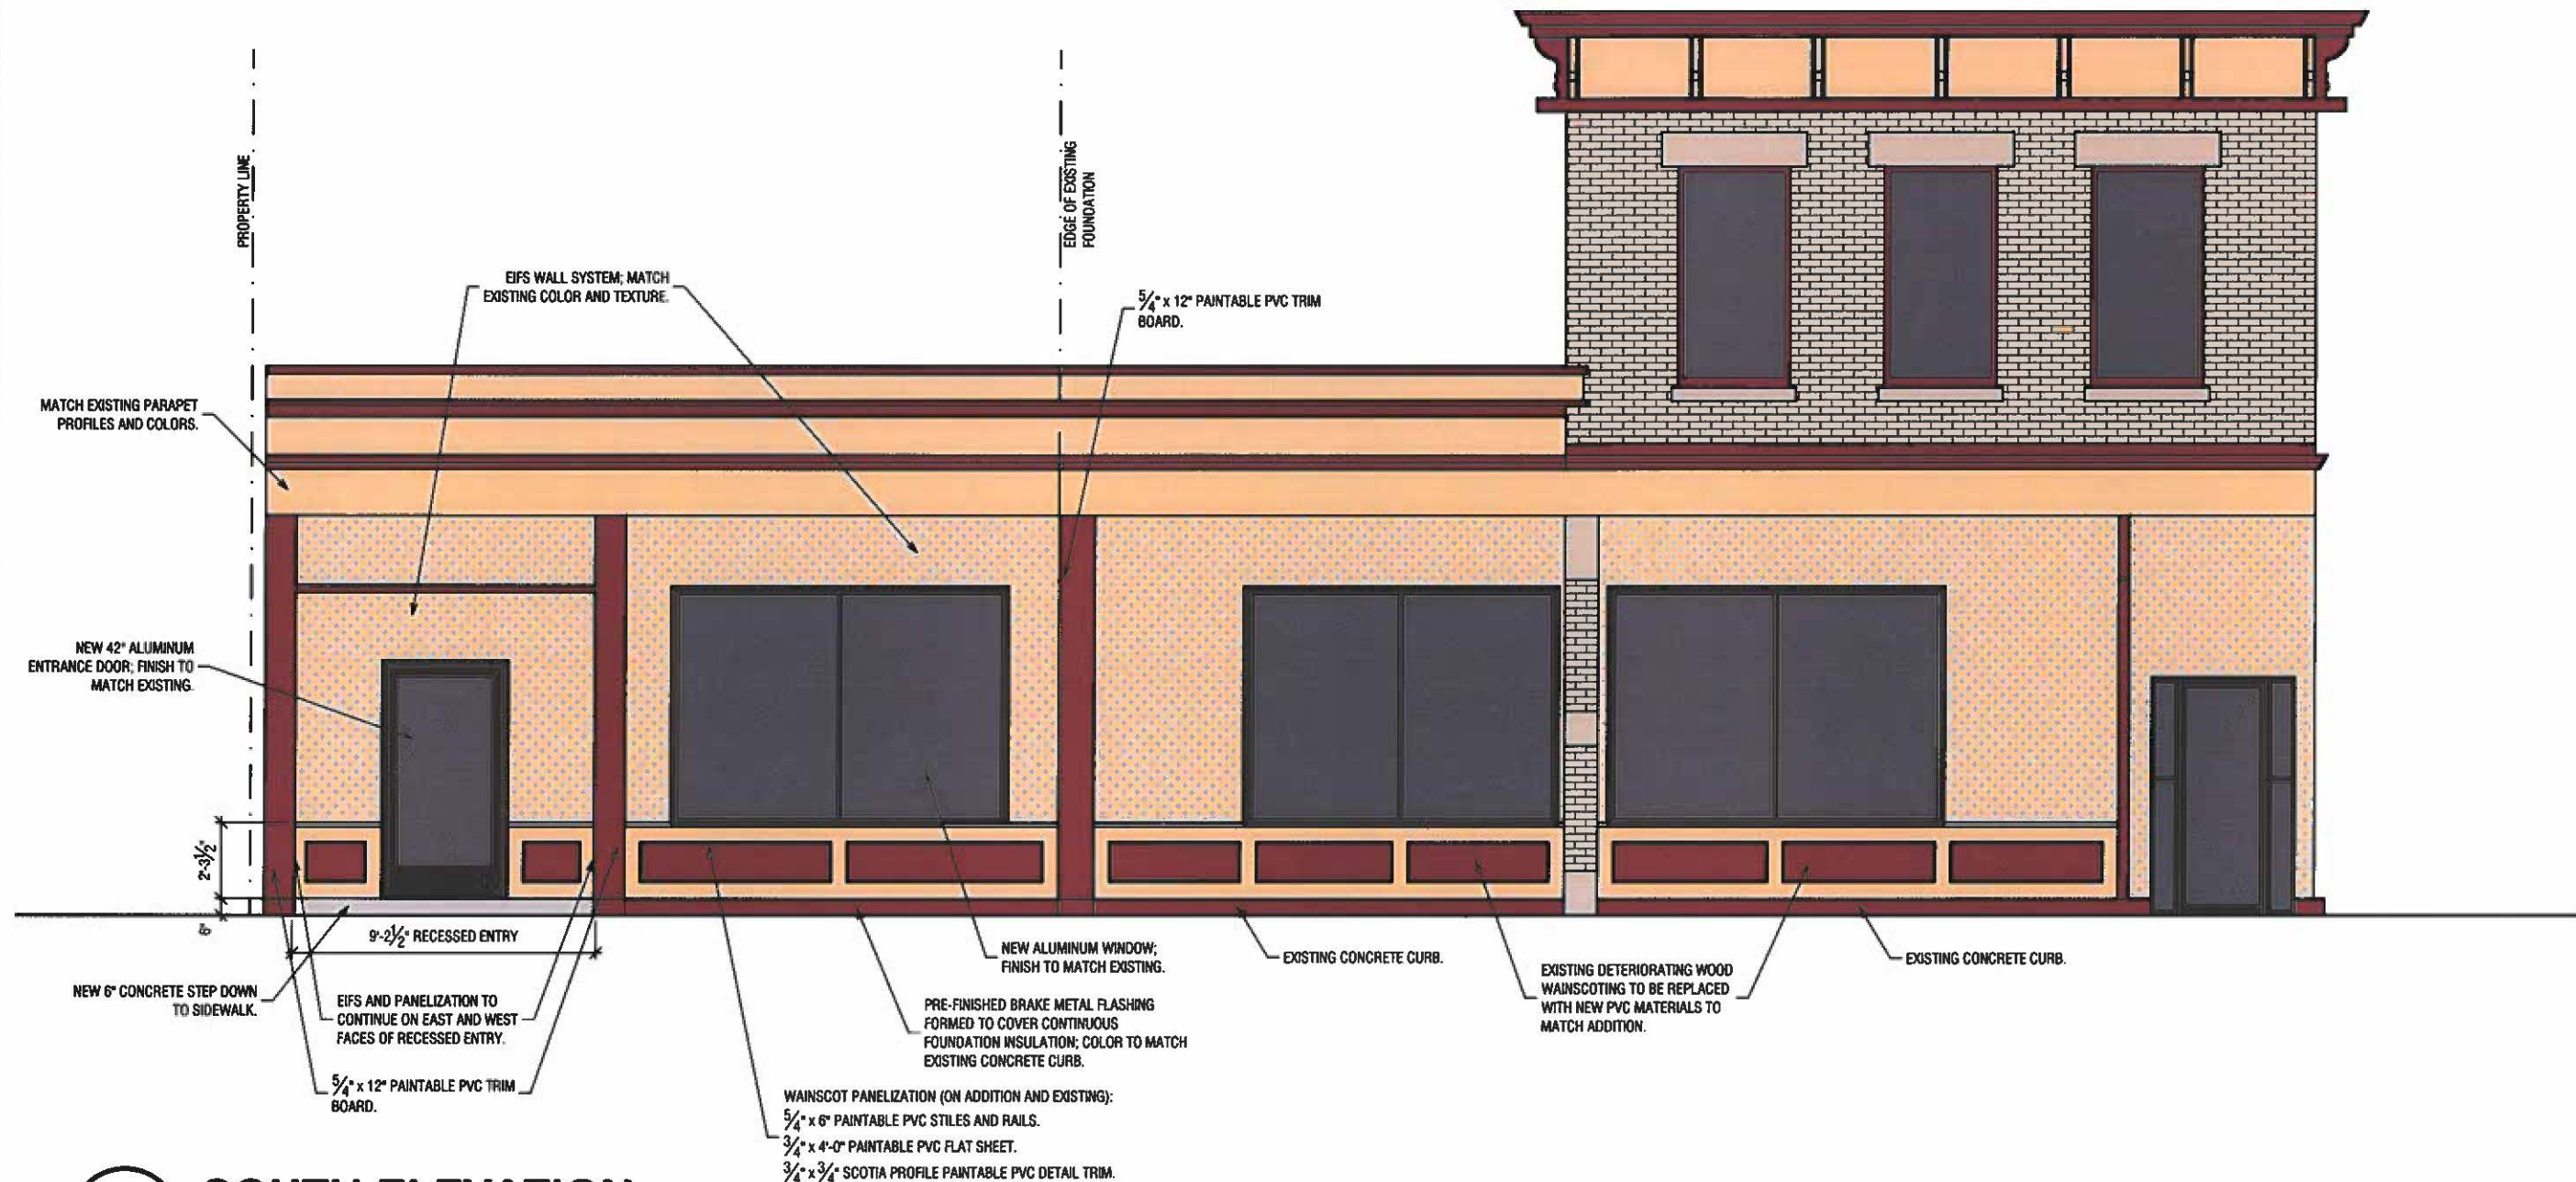 PROPERTY LINE
EDGE OF EXISTING
FOUNDATION
EIFS WALL SYSTEM; MATCH
EXISTING COLOR AND TEXTURE.
5/4" x 12" PAINTABLE PVC TRIM
BOARD.
MATCH EXISTING PARAPET
PROFILES AND COLORS.
NEW 42" ALUMINUM
ENTRANCE DOOR; FINISH TO
MATCH EXISTING.
2'-3 1/2"
6"
9'-2 1/2" RECESSED ENTRY
NEW 6" CONCRETE STEP DOWN
TO SIDEWALK.
EIFS AND PANELIZATION TO
CONTINUE ON EAST AND WEST
FACES OF RECESSED ENTRY.
5/4" x 12" PAINTABLE PVC TRIM
BOARD.
NEW ALUMINUM WINDOW;
FINISH TO MATCH EXISTING.
PRE-FINISHED BRAKE METAL FLASHING
FORMED TO COVER CONTINUOUS
FOUNDATION INSULATION; COLOR TO MATCH
EXISTING CONCRETE CURB.
WAINSCOT PANELIZATION (ON ADDITION AND EXISTING):
5/4" x 6" PAINTABLE PVC STILES AND RAILS.
3/4" x 4'-0" PAINTABLE PVC FLAT SHEET.
3/4" x 3/4" SCOTIA PROFILE PAINTABLE PVC DETAIL TRIM.
EXISTING CONCRETE CURB.
EXISTING DETERIORATING WOOD
WAINSCOTING TO BE REPLACED
WITH NEW PVC MATERIALS TO
MATCH ADDITION.
EXISTING CONCRETE CURB.
SOUTH ELEVATION